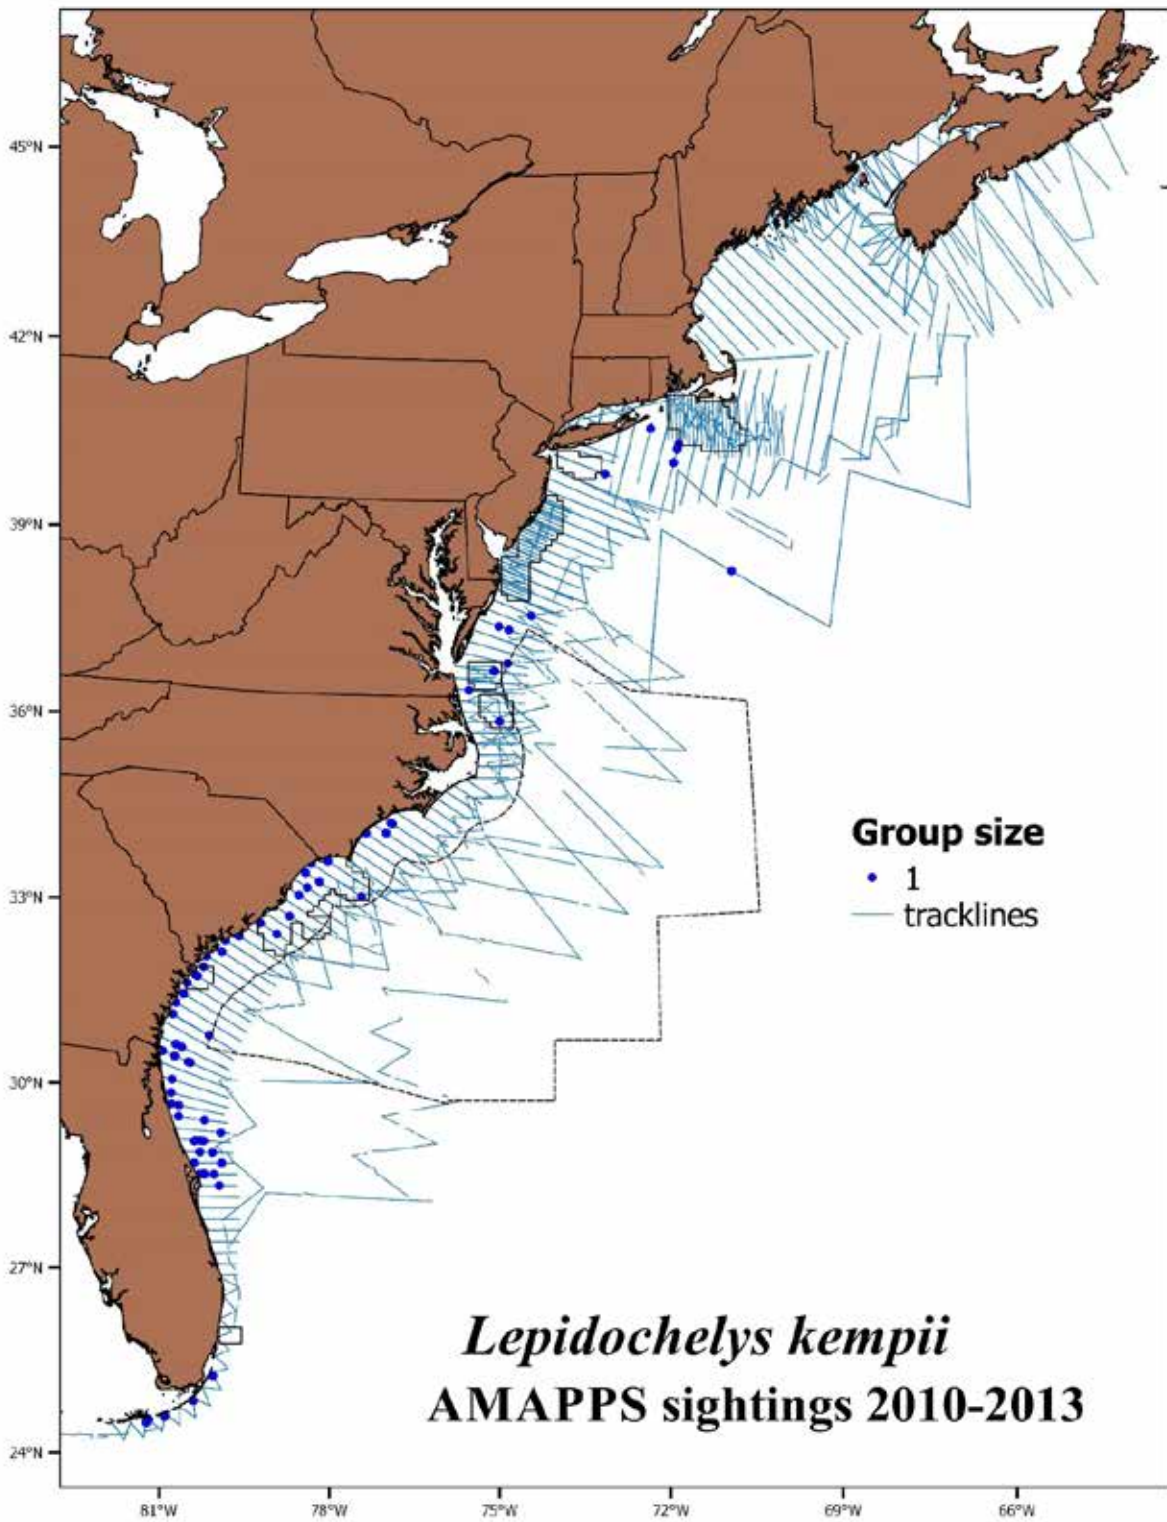 45°N
42°N
39°N
36°N
33°N
30°N
27°N
24°N
Group size
1
tracklines
Lepidochelys kempii
AMAPPS sightings 2010-2013
81°W 78°W 75°W 72°W 69°W 66°W